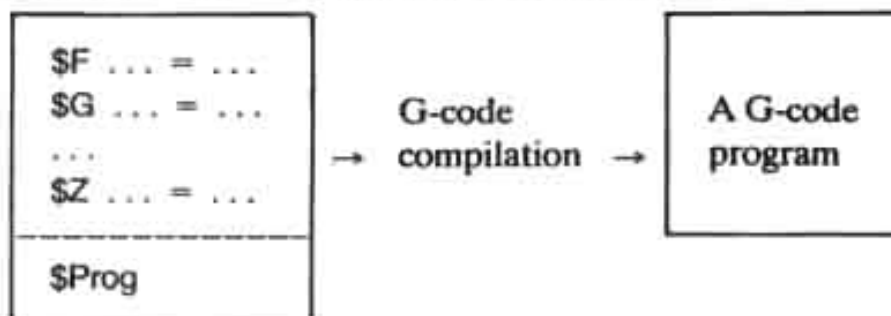 $F ... = ...
$G ... = ...
...
$Z ... = ...
$Prog
→ G-code
compilation →
A G-code
program